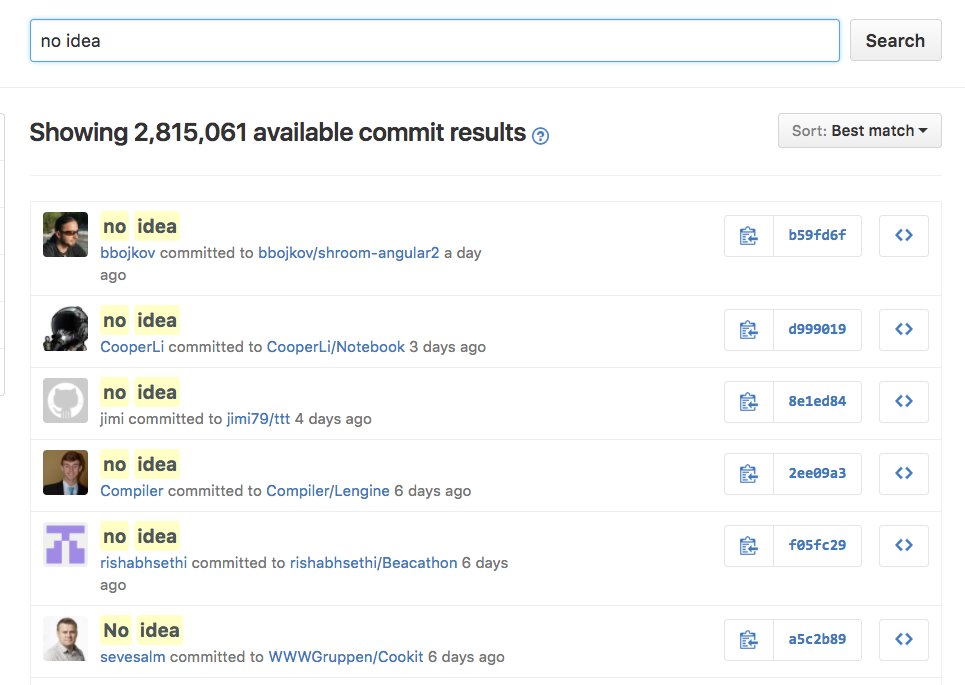 no idea
Search
Showing 2,815,061 available commit results
Sort: Best match
no idea
bbojkov committed to bbojkov/shroom-angular2 a day
ago
b59fd6f
no idea
CooperLi committed to CooperLi/Notebook 3 days ago
d999019
no idea
jimi committed to jimi79/ttt 4 days ago
8e1ed84
no idea
Compiler committed to Compiler/Lengine 6 days ago
2ee09a3
no idea
rishabhsethi committed to rishabhsethi/Beacathon 6 days
ago
f05fc29
No idea
sevesalm committed to WWWGruppen/Cookit 6 days ago
a5c2b89